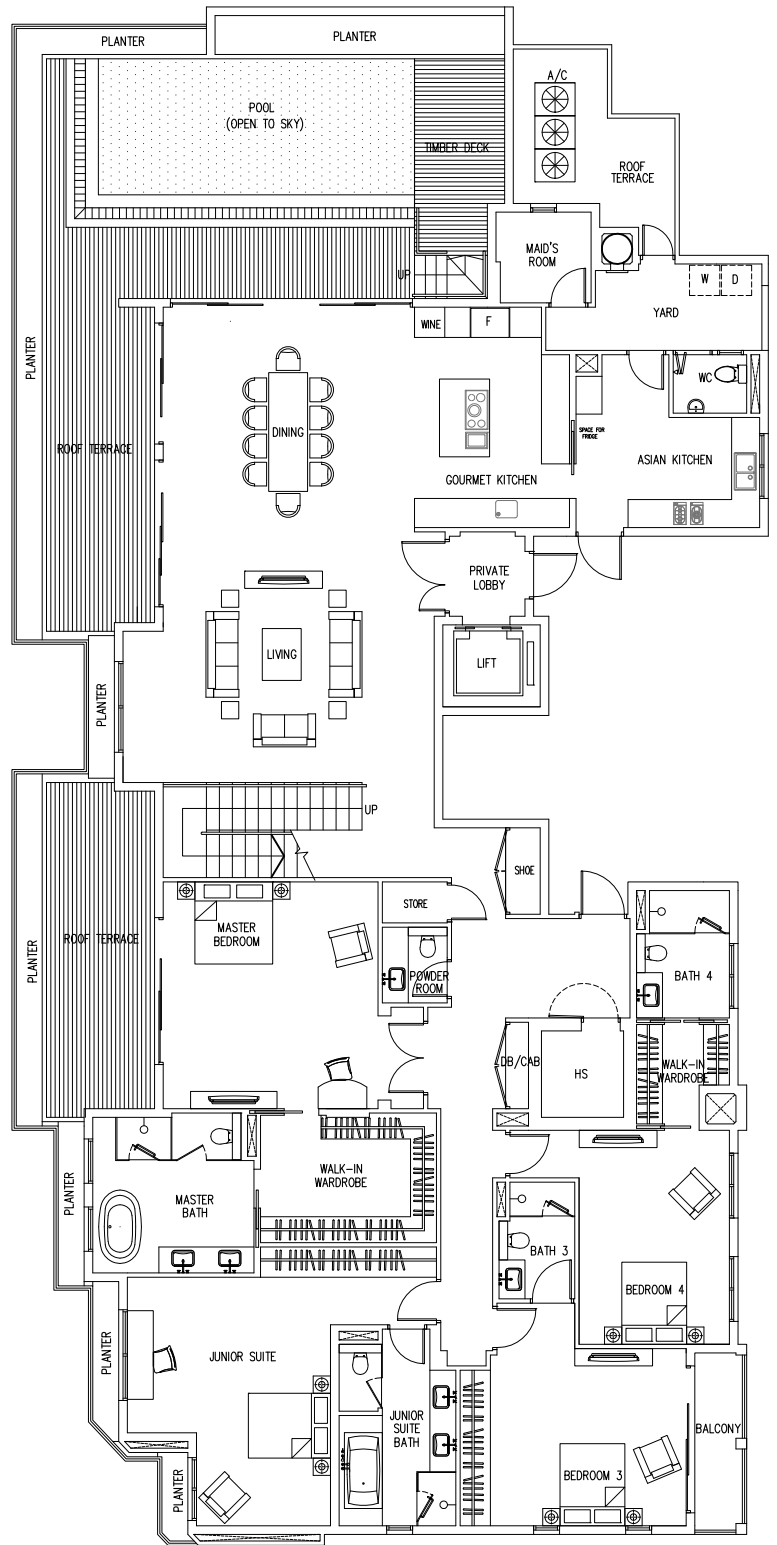 PLANTER
PLANTER
A/C
POOL
(OPEN TO SKY)
TIMBER DECK
ROOF
TERRACE
MAID'S
ROOM
UP
W
D
YARD
WINE
F
PLANTER
WC
DINING
SPACE FOR
FRIDGE
ROOF TERRACE
ASIAN KITCHEN
GOURMET KITCHEN
PRIVATE
LOBBY
LIVING
LIFT
PLANTER
UP
SHOE
STORE
MASTER
BEDROOM
ROOF TERRACE
PLANTER
POWDER
ROOM
BATH 4
DB/CAB
HS
WALK-IN
WARDROBE
WALK-IN
WARDROBE
PLANTER
MASTER
BATH
BATH 3
BEDROOM 4
PLANTER
JUNIOR SUITE
JUNIOR
SUITE
BATH
BALCONY
BEDROOM 3
PLANTER